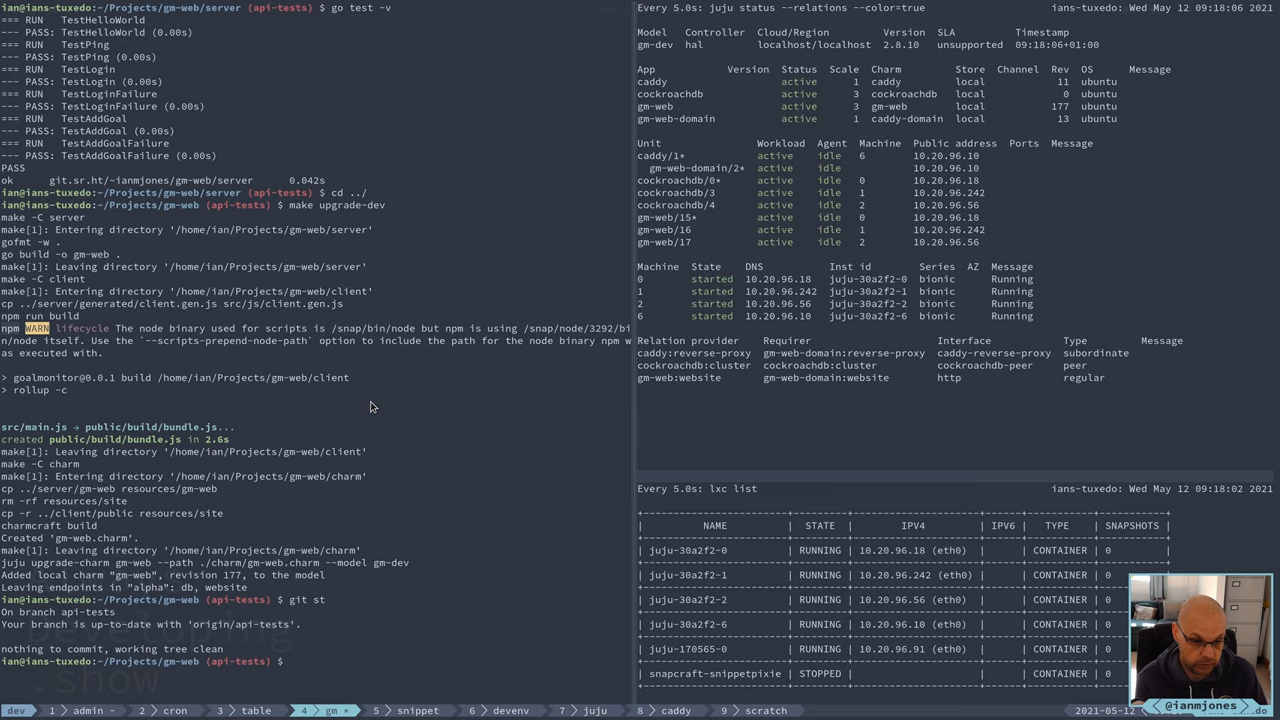 ian@ians-tuxedo:~/Projects/gm-web/server (api-tests) $ go test -v
=== RUN   TestHelloWorld
--- PASS: TestHelloWorld (0.00s)
=== RUN   TestPing
--- PASS: TestPing (0.00s)
=== RUN   TestLogin
--- PASS: TestLogin (0.00s)
=== RUN   TestLoginFailure
--- PASS: TestLoginFailure (0.00s)
=== RUN   TestAddGoal
--- PASS: TestAddGoal (0.00s)
=== RUN   TestAddGoalFailure
--- PASS: TestAddGoalFailure (0.00s)
PASS
ok      git.sr.ht/~ianmjones/gm-web/server      0.042s
ian@ians-tuxedo:~/Projects/gm-web/server (api-tests) $ cd ../
ian@ians-tuxedo:~/Projects/gm-web (api-tests) $ make upgrade-dev
make -C server
make[1]: Entering directory '/home/ian/Projects/gm-web/server'
gofmt -w .
go build -o gm-web .
make[1]: Leaving directory '/home/ian/Projects/gm-web/server'
make -C client
make[1]: Entering directory '/home/ian/Projects/gm-web/client'
cp ../server/generated/client.gen.js src/js/client.gen.js
npm run build
npm WARN lifecycle The node binary used for scripts is /snap/bin/node but npm is using /snap/node/3292/bi
n/node itself. Use the `--scripts-prepend-node-path` option to include the path for the node binary npm w
as executed with.
> goalmonitor@0.0.1 build /home/ian/Projects/gm-web/client
> rollup -c
src/main.js → public/build/bundle.js...
created public/build/bundle.js in 2.6s
make[1]: Leaving directory '/home/ian/Projects/gm-web/client'
make -C charm
make[1]: Entering directory '/home/ian/Projects/gm-web/charm'
cp ../server/gm-web resources/gm-web
rm -rf resources/site
cp -r ../client/public resources/site
charmcraft build
Created 'gm-web.charm'.
make[1]: Leaving directory '/home/ian/Projects/gm-web/charm'
juju upgrade-charm gm-web --path ./charm/gm-web.charm --model gm-dev
Added local charm "gm-web", revision 177, to the model
Leaving endpoints in "alpha": db, website
ian@ians-tuxedo:~/Projects/gm-web (api-tests) $ git st
On branch api-tests
Your branch is up-to-date with 'origin/api-tests'.
nothing to commit, working tree clean
ian@ians-tuxedo:~/Projects/gm-web (api-tests) $
developing
.show
Every 5.0s: juju status --relations --color=true      ians-tuxedo: Wed May 12 09:18:06 2021
Model   Controller  Cloud/Region         Version  SLA          Timestamp
gm-dev  hal         localhost/localhost  2.8.10   unsupported  09:18:06+01:00
App            Version  Status  Scale  Charm         Store  Channel  Rev  OS      Message
caddy                   active      1  caddy         local            11  ubuntu
cockroachdb             active      3  cockroachdb   local             0  ubuntu
gm-web                  active      3  gm-web        local           177  ubuntu
gm-web-domain           active      1  caddy-domain  local            13  ubuntu
Unit                Workload  Agent  Machine  Public address  Ports  Message
caddy/1*            active    idle   6        10.20.96.10
  gm-web-domain/2*  active    idle            10.20.96.10
cockroachdb/0*      active    idle   0        10.20.96.18
cockroachdb/3       active    idle   1        10.20.96.242
cockroachdb/4       active    idle   2        10.20.96.56
gm-web/15*          active    idle   0        10.20.96.18
gm-web/16           active    idle   1        10.20.96.242
gm-web/17           active    idle   2        10.20.96.56
Machine  State    DNS           Inst id        Series  AZ  Message
0        started  10.20.96.18   juju-30a2f2-0  bionic      Running
1        started  10.20.96.242  juju-30a2f2-1  bionic      Running
2        started  10.20.96.56   juju-30a2f2-2  bionic      Running
6        started  10.20.96.10   juju-30a2f2-6  bionic      Running
Relation provider    Requirer                     Interface            Type         Message
caddy:reverse-proxy  gm-web-domain:reverse-proxy  caddy-reverse-proxy  subordinate
cockroachdb:cluster  cockroachdb:cluster          cockroachdb-peer     peer
gm-web:website       gm-web-domain:website        http                 regular
Every 5.0s: lxc list      ians-tuxedo: Wed May 12 09:18:02 2021
| NAME | STATE | IPV4 | IPV6 | TYPE | SNAPSHOTS |
| juju-30a2f2-0 | RUNNING | 10.20.96.18 (eth0) | | CONTAINER | 0 |
| juju-30a2f2-1 | RUNNING | 10.20.96.242 (eth0) | | CONTAINER | 0 |
| juju-30a2f2-2 | RUNNING | 10.20.96.56 (eth0) | | CONTAINER | 0
| juju-30a2f2-6 | RUNNING | 10.20.96.10 (eth0) | | CONTAINER | 0
| juju-170565-0 | RUNNING | 10.20.96.91 (eth0) | | CONTAINER | 0
| snapcraft-snippetpixie | STOPPED | | | CONTAINER | 0
@ianmjones
dev  1 > admin -  2 > cron  3 > table  4 > gm *  5 > snippet  6 > devenv  7 > juju  8 > caddy  9 > scratch  2021-05-12